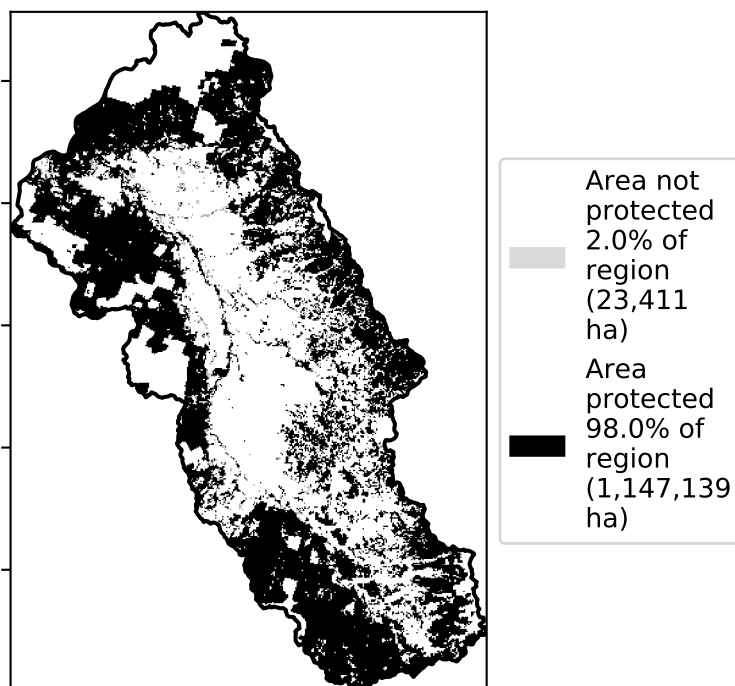 Area not
protected
2.0% of
region
(23,411
ha)
Area
protected
98.0% of
region
(1,147,139
ha)